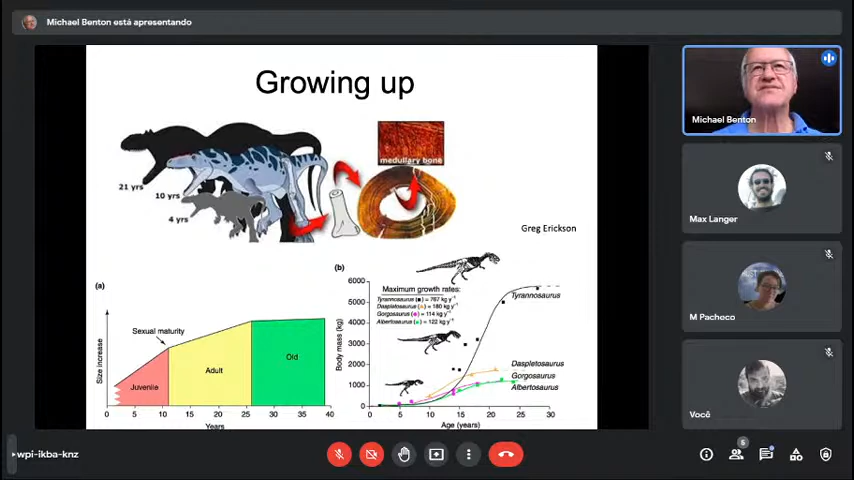 Michael Benton está apresentando
Growing up
medullary bone
21 yrs
10 yrs
4 yrs
Greg Erickson
(a)
Size increase
Sexual maturity
Juvenile
Adult
Old
0 5 10 15 20 25 30 35 40
Years
(b)
Body mass (kg)
6000
5000
4000
3000
2000
1000
0
Maximum growth rates:
Tyrannosaurus (■) = 767 kg y⁻¹
Daspletosaurus (▲) = 180 kg y⁻¹
Gorgosaurus (●) = 114 kg y⁻¹
Albertosaurus (●) = 122 kg y⁻¹
Tyrannosaurus
Daspletosaurus
Gorgosaurus
Albertosaurus
0 5 10 15 20 25 30
Age (years)
Michael Benton
Max Langer
M Pacheco
Você
wpi-ikba-knz